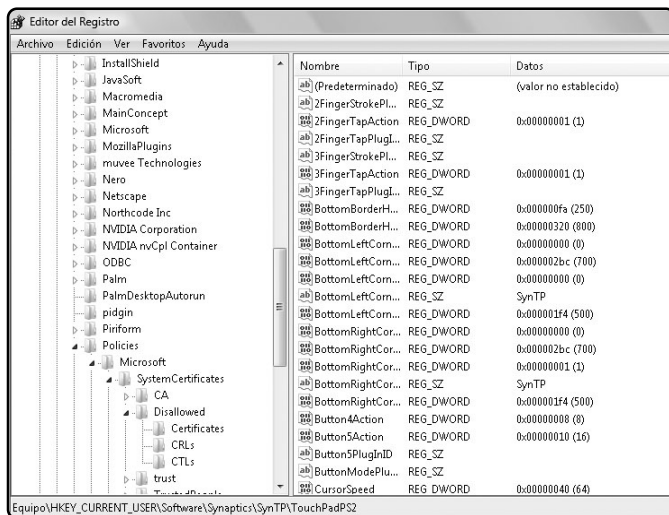 Editor del Registro
Archivo Edición Ver Favoritos Ayuda
InstallShield
JavaSoft
Macromedia
MainConcept
Microsoft
MozillaPlugins
muvee Technologies
Nero
Netscape
Northcode Inc
NVIDIA Corporation
NVIDIA nvCpl Container
ODBC
Palm
PalmDesktopAutorun
pidgin
Piriform
Policies
Microsoft
SystemCertificates
CA
Disallowed
Certificates
CRLs
CTLs
trust
TrustedPeople
Nombre Tipo Datos
(Predeterminado) REG_SZ (valor no establecido)
2FingerStrokePl... REG_SZ
2FingerTapAction REG_DWORD 0x00000001 (1)
2FingerTapPlugI... REG_SZ
3FingerStrokePl... REG_SZ
3FingerTapAction REG_DWORD 0x00000001 (1)
3FingerTapPlugI... REG_SZ
BottomBorderH... REG_DWORD 0x000000fa (250)
BottomBorderH... REG_DWORD 0x00000320 (800)
BottomLeftCorn... REG_DWORD 0x00000000 (0)
BottomLeftCorn... REG_DWORD 0x000002bc (700)
BottomLeftCorn... REG_DWORD 0x00000000 (0)
BottomLeftCorn... REG_SZ SynTP
BottomLeftCorn... REG_DWORD 0x000001f4 (500)
BottomRightCor... REG_DWORD 0x00000000 (0)
BottomRightCor... REG_DWORD 0x000002bc (700)
BottomRightCor... REG_DWORD 0x00000001 (1)
BottomRightCor... REG_SZ SynTP
BottomRightCor... REG_DWORD 0x000001f4 (500)
Button4Action REG_DWORD 0x00000008 (8)
Button5Action REG_DWORD 0x00000010 (16)
Button5PlugInID REG_SZ
ButtonModePlu... REG_SZ
CursorSpeed REG_DWORD 0x00000040 (64)
Equipo\HKEY_CURRENT_USER\Software\Synaptics\SynTP\TouchPadPS2